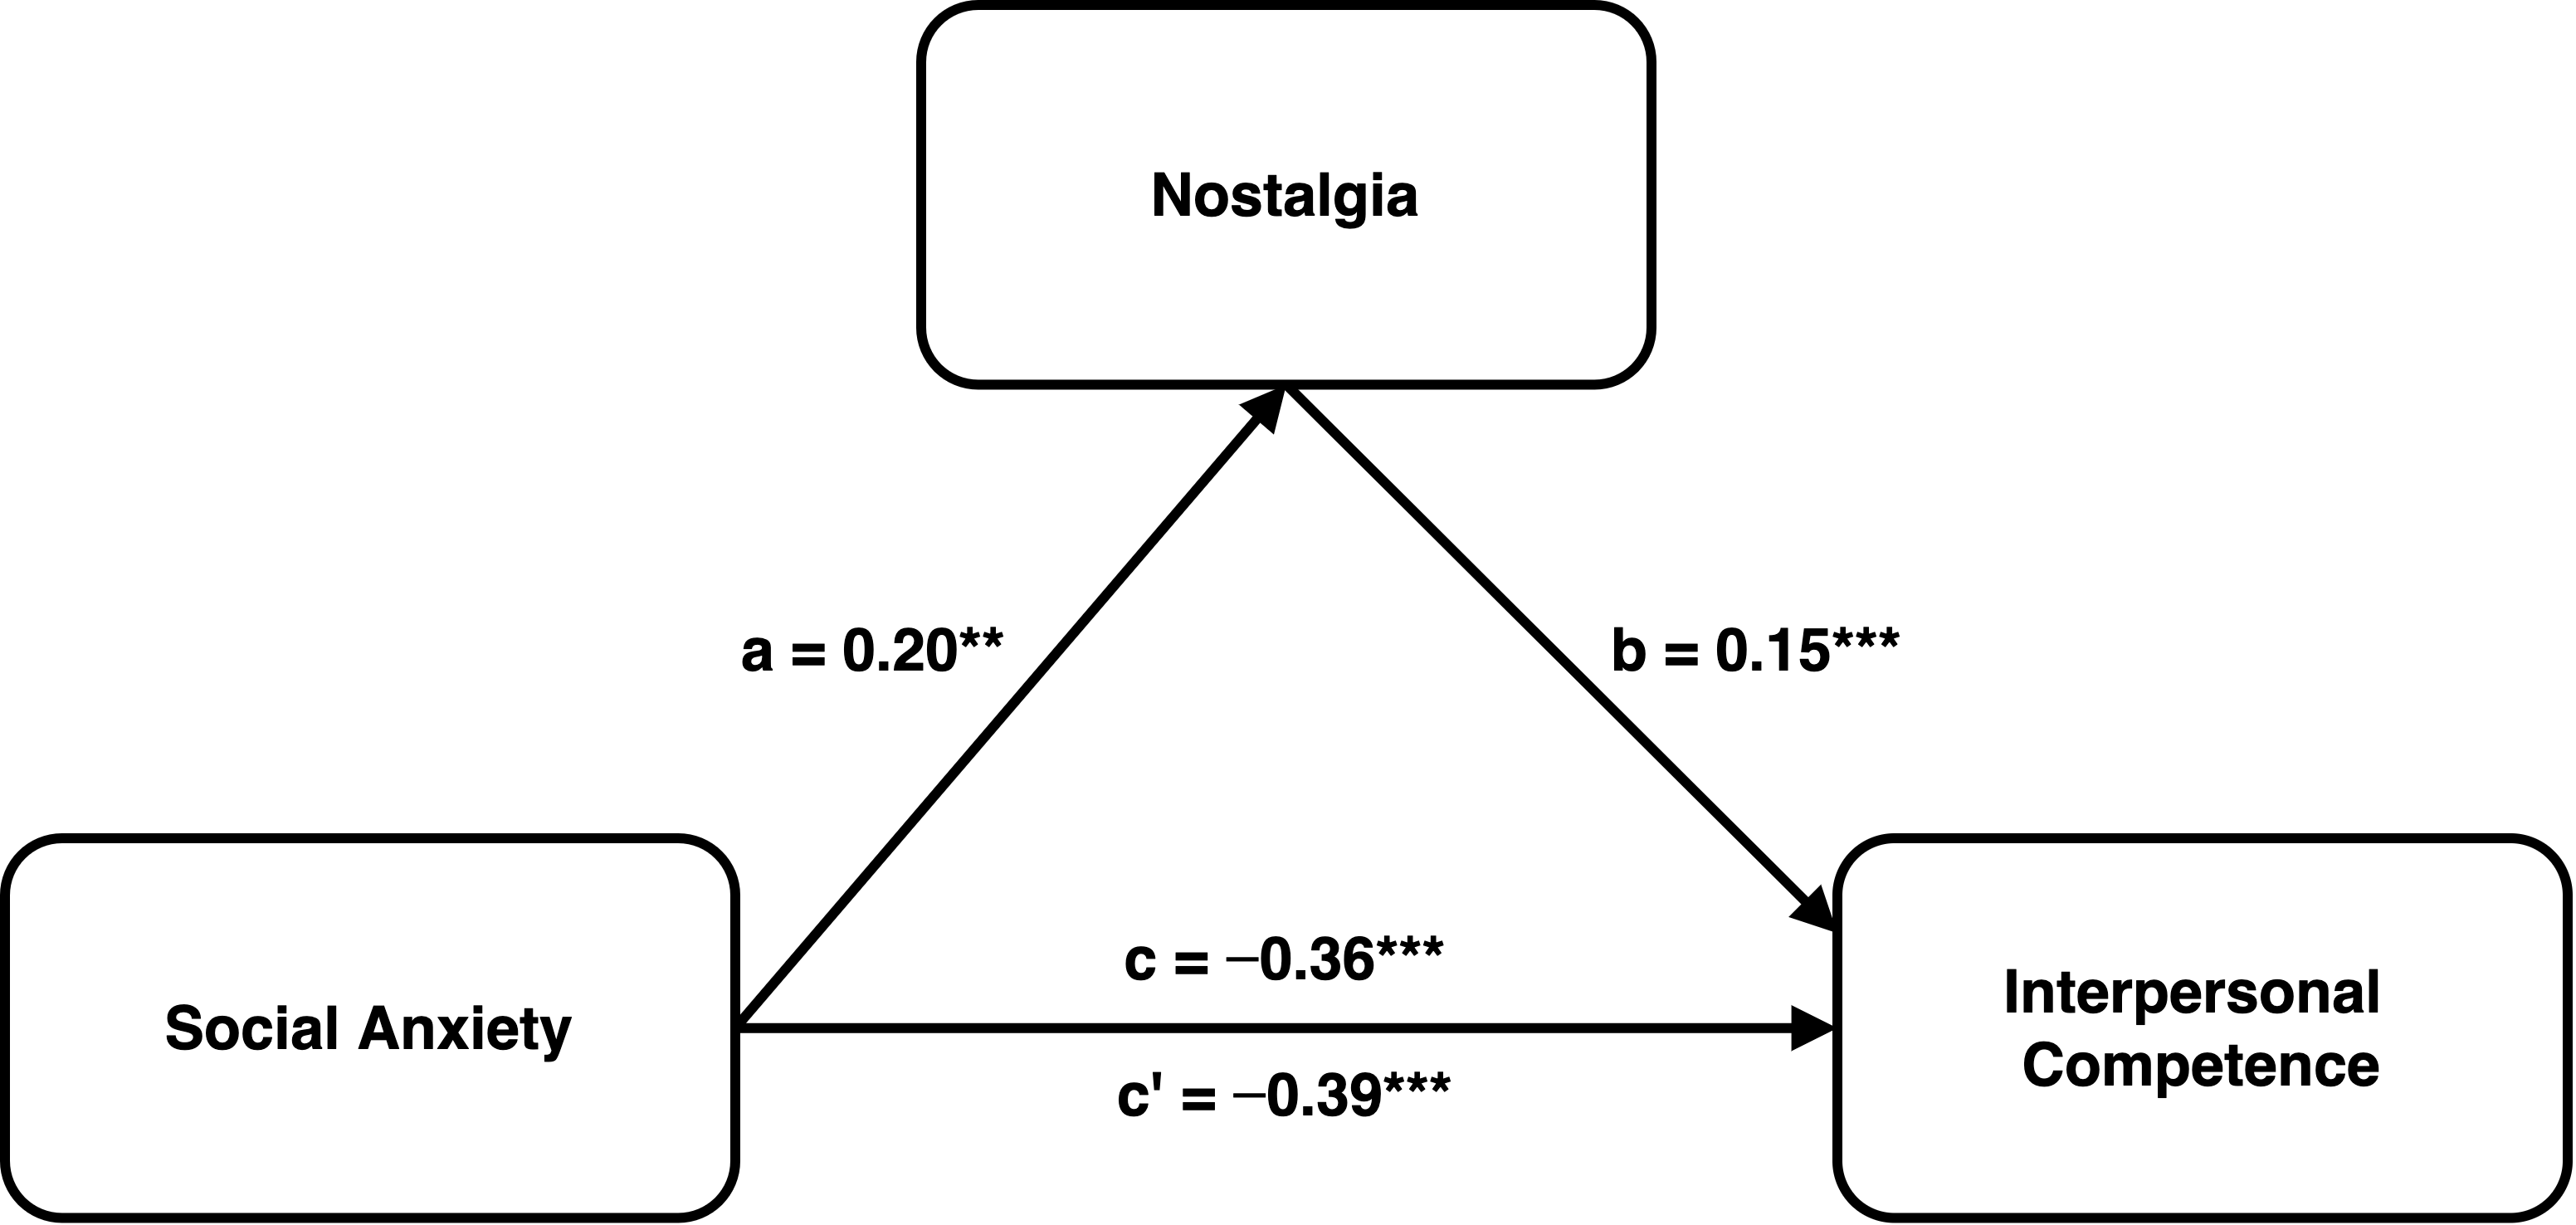 Nostalgia
a = 0.20**
b = 0.15***
c = –0.36***
Social Anxiety
Interpersonal
Competence
c' = –0.39***